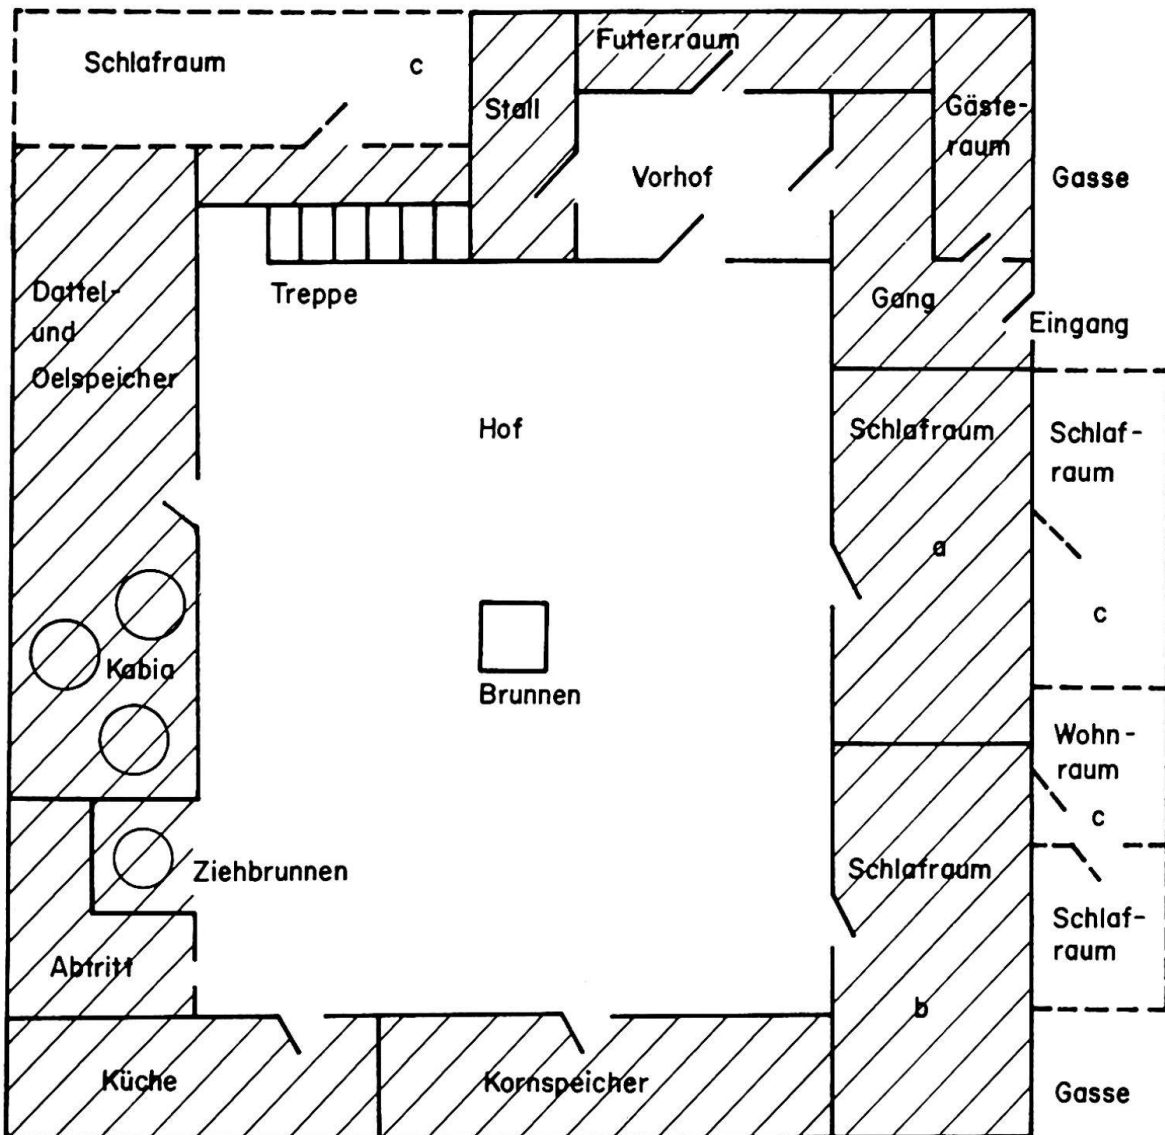 Schlafraum c
Futterraum
Stall
Gäste-
raum
Vorhof
Gasse
Dattel-
und
Oelspeicher
Treppe
Gang
Eingang
Hof
Schlafraum
a
Schlaf-
raum
c
Kabia
Brunnen
Wohn-
raum
c
Ziehbrunnen
Schlafraum
b
Schlaf-
raum
Abtritt
Küche
Kornspeicher
Gasse